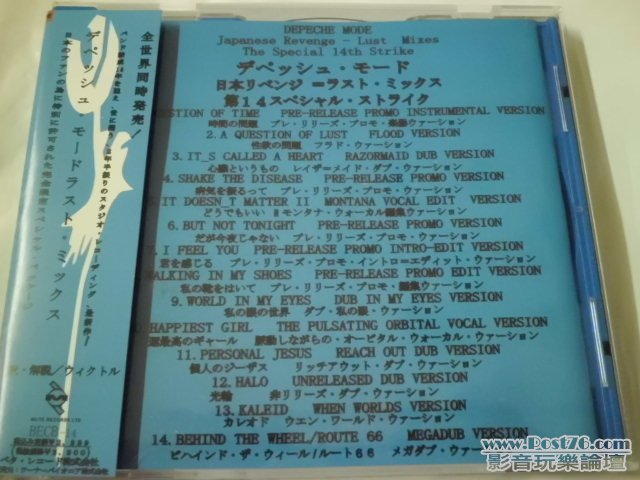 DEPECHE MODE
Japanese Revenge - Lust Mixes
The Special 14th Strike
デペッシュ・モード
日本リベンジ =ラスト・ミックス
第14スペシャル・ストライク
ESTION OF TIME PRE-RELEASE PROMO INSTRUMENTAL VERSION
時間の問題 プレ・リリーズ・プロモ・楽器ヴァーション
2.A QUESTION OF LUST FLOOD VERSION
性欲の問題 フラド・ヴァーション
3.IT_S CALLED A HEART RAZORMAID DUB VERSION
心臓というもの レイザーメイド・ダブ・ヴァーション
4.SHAKE THE DISEASE PRE-RELEASE PROMO VERSION
病気を振るって プレ・リリーズ・プロモ・ヴァーション
IT DOESN_T MATTER II MONTANA VOCAL EDIT VERSION
どうでもいい II モンタナ・ウォーカル編集ヴァーション
6.BUT NOT TONIGHT PRE-RELEASE PROMO VERSION
だが今夜じゃない プレ・リリーズ・プロモ・ヴァーション
7.I FEEL YOU PRE-RELEASE PROMO INTRO-EDIT VERSION
君を感じる プレ・リリーズ・プロモ・イントロ=エディット・ヴァーション
WALKING IN MY SHOES PRE-RELEASE PROMO EDIT VERSION
私の靴をはいて プレ・リリーズ・プロモ・編集ヴァーション
9.WORLD IN MY EYES DUB IN MY EYES VERSION
私の眼の世界 ダブ・私の眼・ヴァーション
HAPPIEST GIRL THE PULSATING ORBITAL VOCAL VERSION
最高のギャール 脈動しながらの・オービタル・ウォーカル・ヴァーション
11.PERSONAL JESUS REACH OUT DUB VERSION
個人のジーザス リッチアウット・ダブ・ヴァーション
12.HALO UNRELEASED DUB VERSION
光輪 非リリーズ・ダブ・ヴァーション
13.KALEID WHEN WORLDS VERSION
カレオド ウエン・ワールド・ヴァーション
14.BEHIND THE WHEEL/ROUTE 66 MEGADUB VERSION
ビハインド・ザ・ウィール/ルート66 メガダブ・ヴァーション
全世界同時発売!
デペッシュ・モードラスト・ミックス
解説/ヴィクトル
MUTE RECORDS LTD
www.Post76.com
影音玩樂論壇